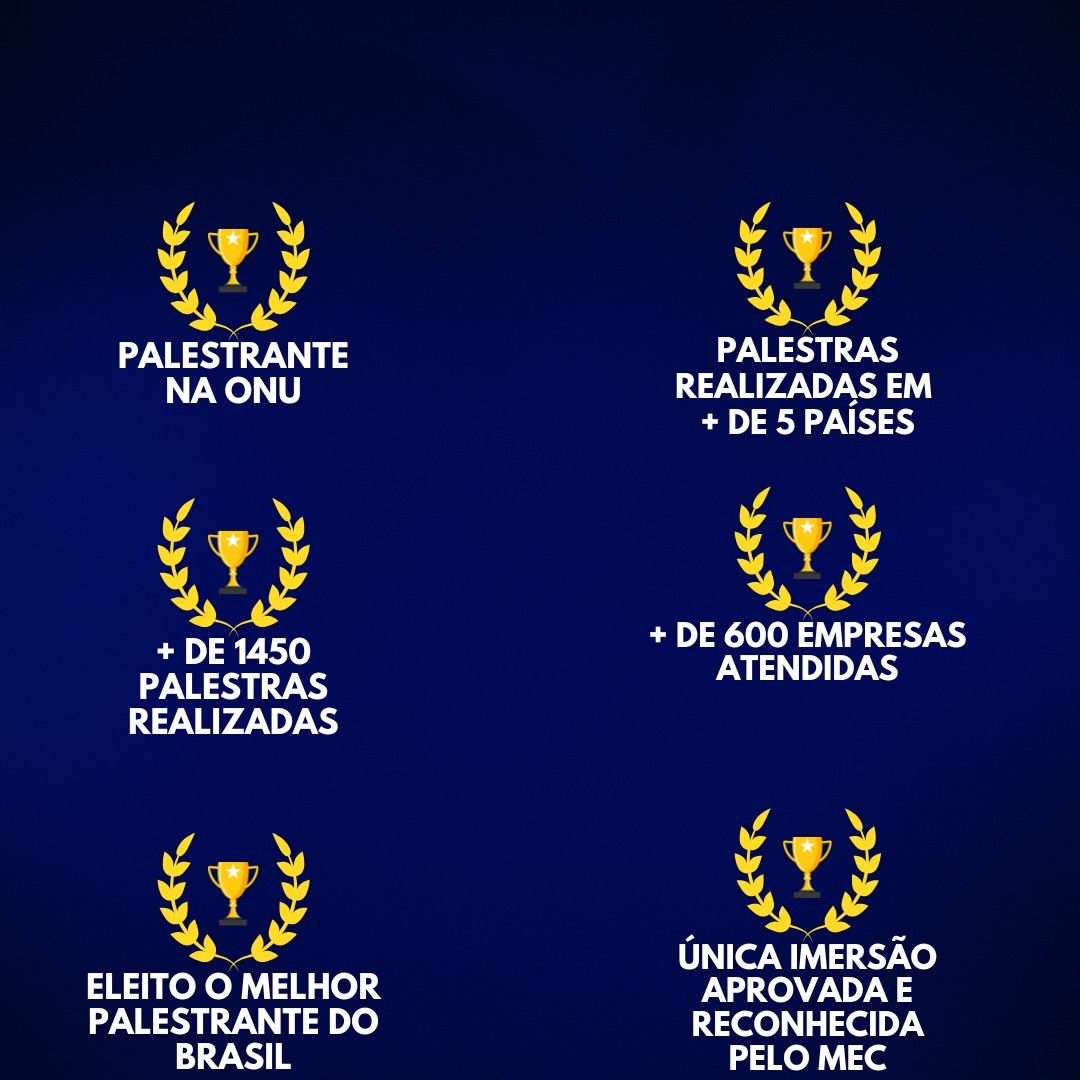 PALESTRANTE
NA ONU
PALESTRAS
REALIZADAS EM
+ DE 5 PAÍSES
+ DE 1450
PALESTRAS
REALIZADAS
+ DE 600 EMPRESAS
ATENDIDAS
ELEITO O MELHOR
PALESTRANTE DO
BRASIL
ÚNICA IMERSÃO
APROVADA E
RECONHECIDA
PELO MEC